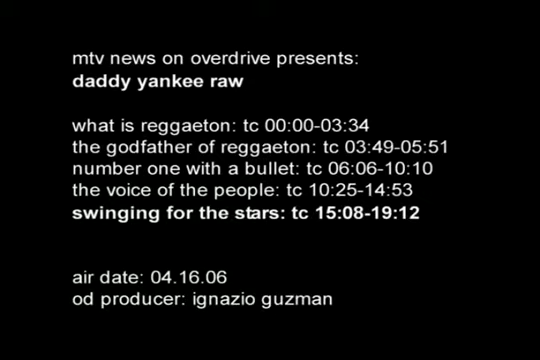 mtv news on overdrive presents:
daddy yankee raw
what is reggaeton: tc 00:00-03:34
the godfather of reggaeton: tc 03:49-05:51
number one with a bullet: tc 06:06-10:10
the voice of the people: tc 10:25-14:53
swinging for the stars: tc 15:08-19:12
air date: 04.16.06
od producer: ignazio guzman